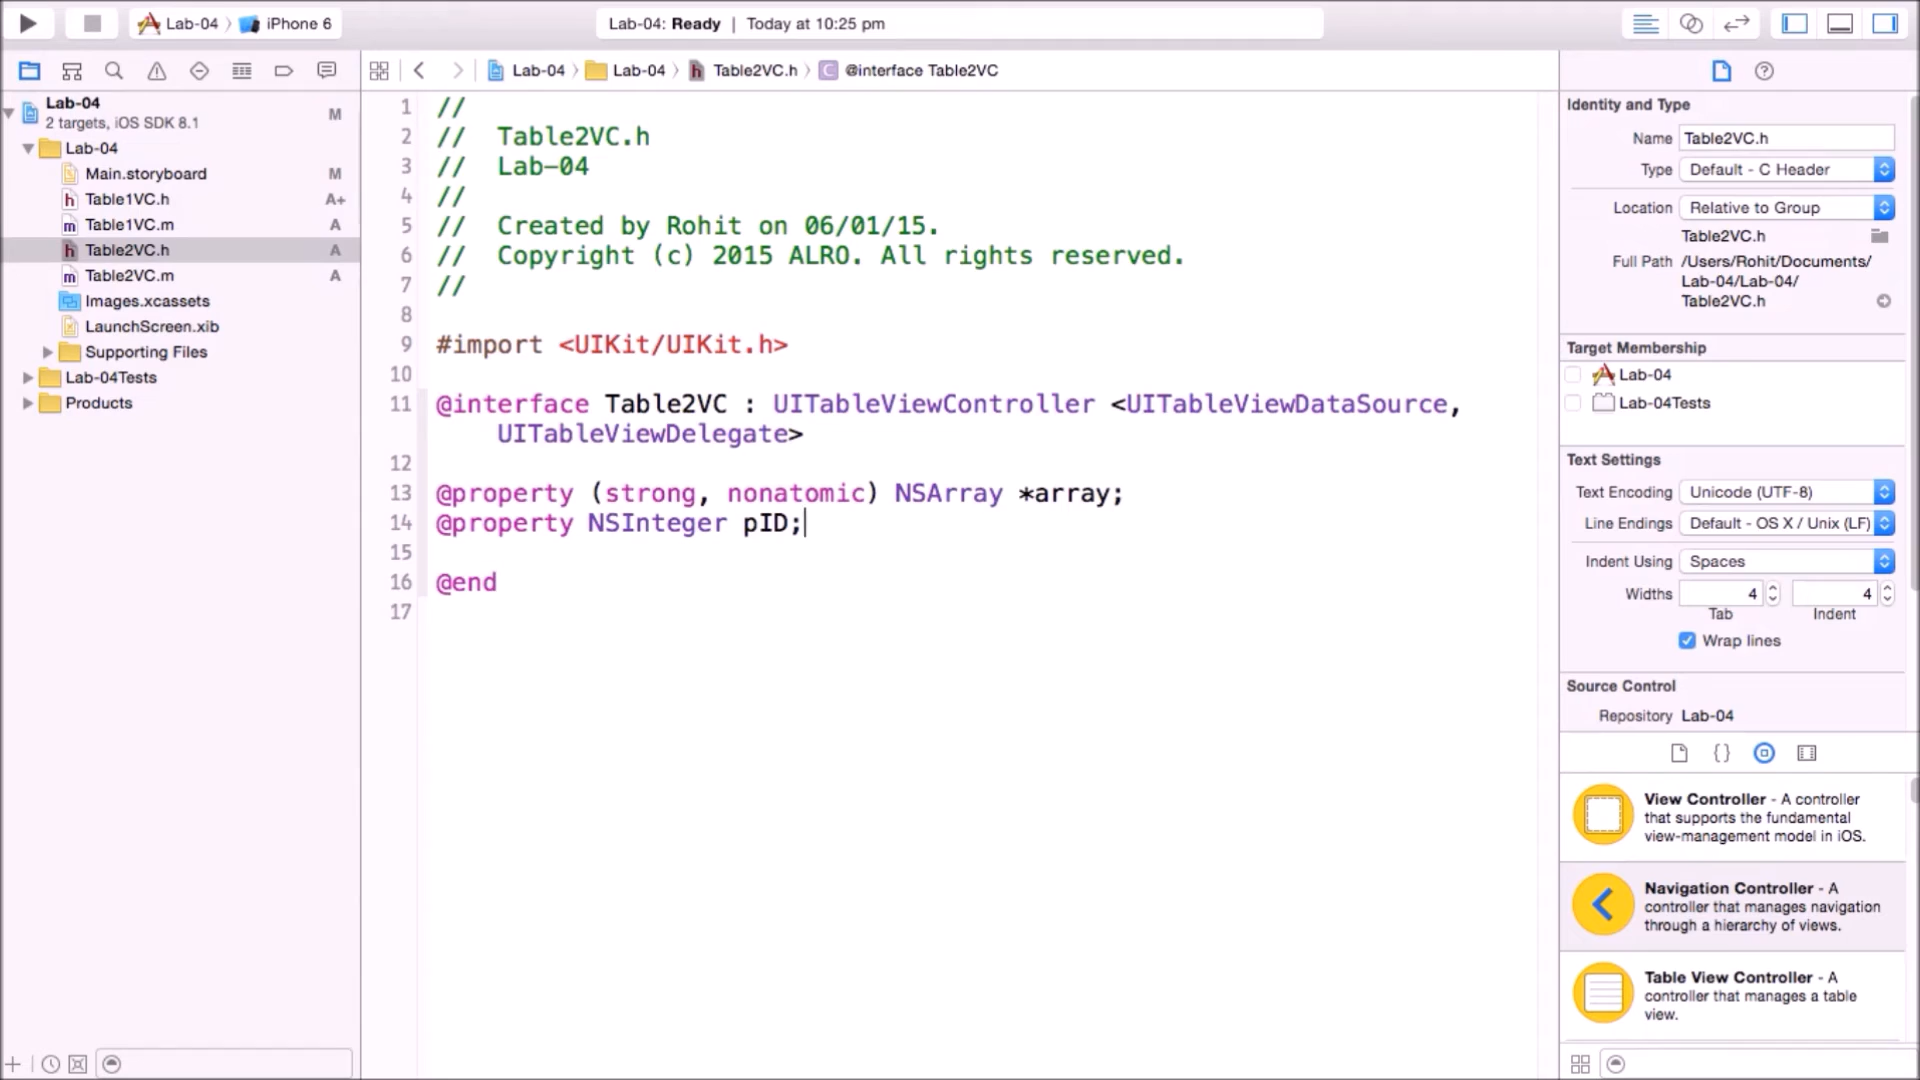 Lab-04 〉 iPhone 6
Lab-04: Ready | Today at 10:25 pm
Lab-04 〉 Lab-04 〉 Table2VC.h 〉 C @interface Table2VC
Lab-04 M
2 targets, iOS SDK 8.1
Lab-04
Main.storyboard M
h Table1VC.h A+
m Table1VC.m A
h Table2VC.h A
m Table2VC.m A
Images.xcassets
LaunchScreen.xib
Supporting Files
Lab-04Tests
Products
1 //
2 //  Table2VC.h
3 //  Lab-04
4 //
5 //  Created by Rohit on 06/01/15.
6 //  Copyright (c) 2015 ALRO. All rights reserved.
7 //
8
9 #import <UIKit/UIKit.h>
10
11 @interface Table2VC : UITableViewController <UITableViewDataSource,
UITableViewDelegate>
12
13 @property (strong, nonatomic) NSArray *array;
14 @property NSInteger pID;
15
16 @end
17
Identity and Type
Name Table2VC.h
Type Default - C Header
Location Relative to Group
Table2VC.h
Full Path /Users/Rohit/Documents/
Lab-04/Lab-04/
Table2VC.h
Target Membership
Lab-04
Lab-04Tests
Text Settings
Text Encoding Unicode (UTF-8)
Line Endings Default - OS X / Unix (LF)
Indent Using Spaces
Widths 4 4
Tab Indent
Wrap lines
Source Control
Repository Lab-04
{ }
View Controller - A controller
that supports the fundamental
view-management model in iOS.
Navigation Controller - A
controller that manages navigation
through a hierarchy of views.
Table View Controller - A
controller that manages a table
view.